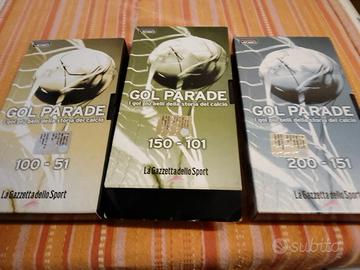 GOL PARADE
I gol più belli della storia del calcio
100 - 51
La Gazzetta dello Sport
GOL PARADE
I gol più belli della storia del calcio
150 - 101
La Gazzetta dello Sport
GOL PARADE
I gol più belli della storia del calcio
200 - 151
La Gazzetta dello Sport
subito